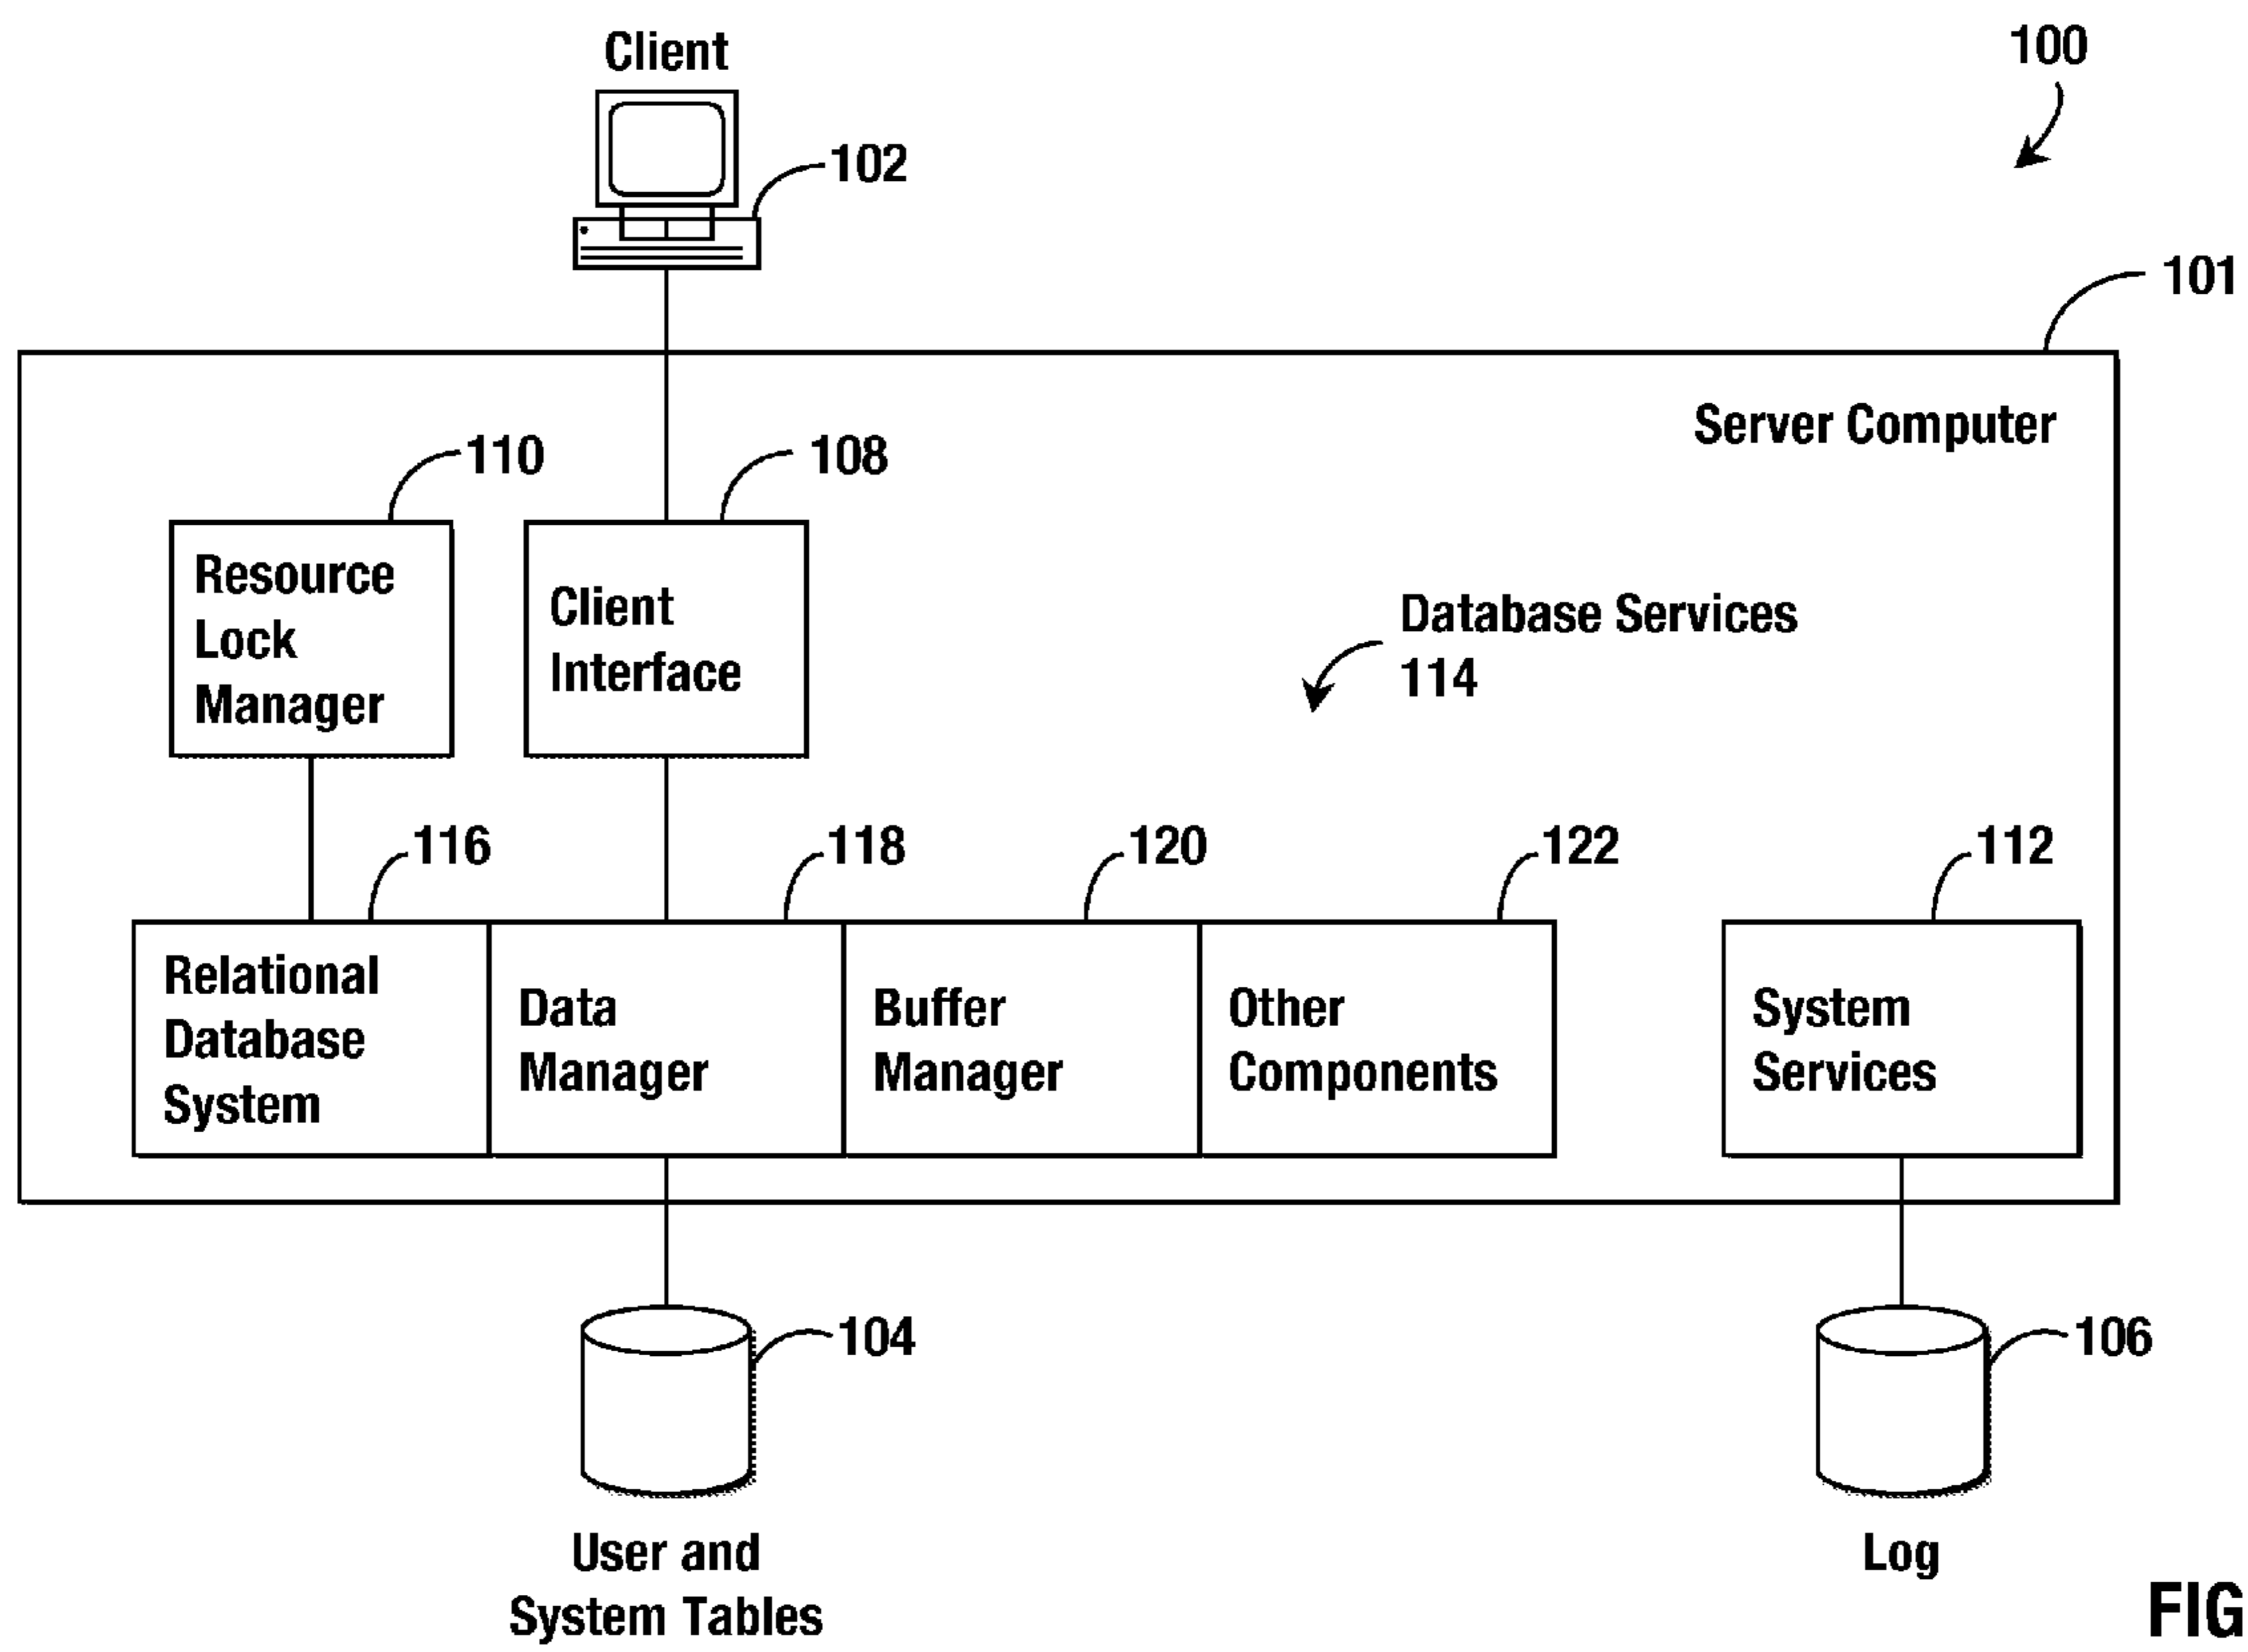 Client
100
102
101
Server Computer
110
108
Resource
Lock
Manager
Client
Interface
Database Services
114
116
118
120
122
112
Relational
Database
System
Data
Manager
Buffer
Manager
Other
Components
System
Services
104
106
User and
System Tables
Log
FIG